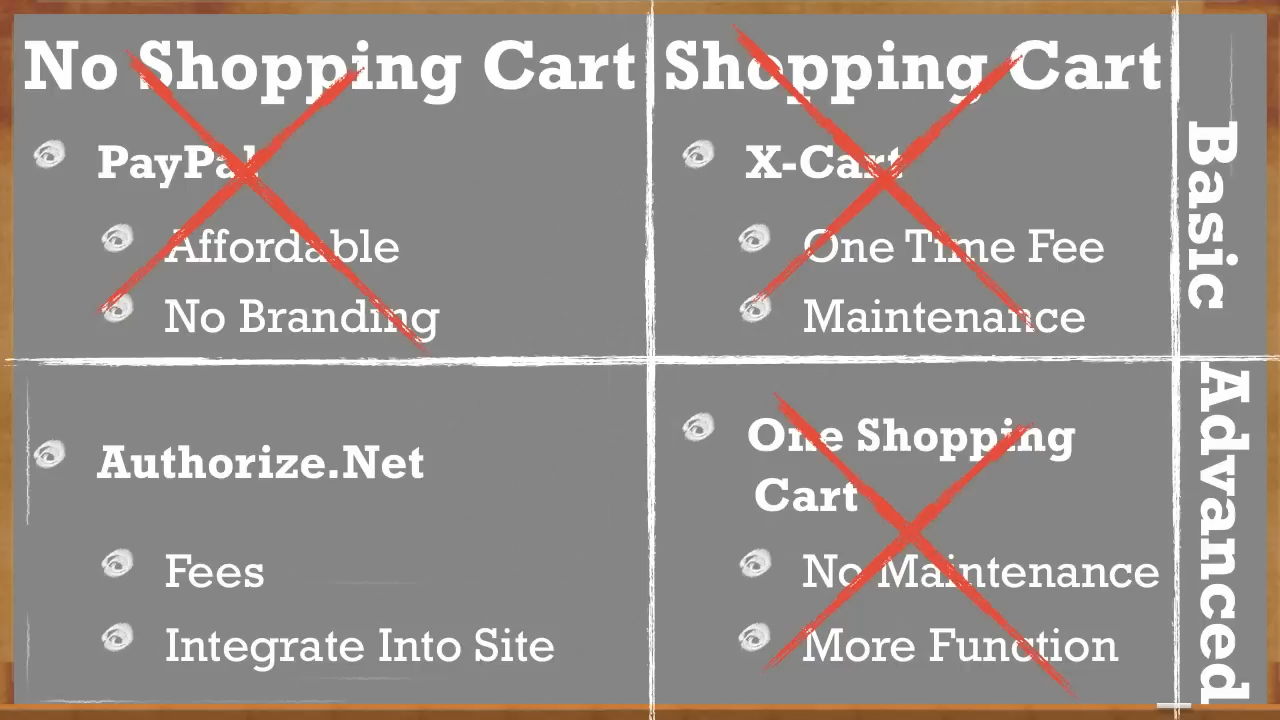 No Shopping Cart
PayPal
Affordable
No Branding
Shopping Cart
X-Cart
One Time Fee
Maintenance
Basic
Authorize.Net
Fees
Integrate Into Site
One Shopping
Cart
No Maintenance
More Function
Advanced